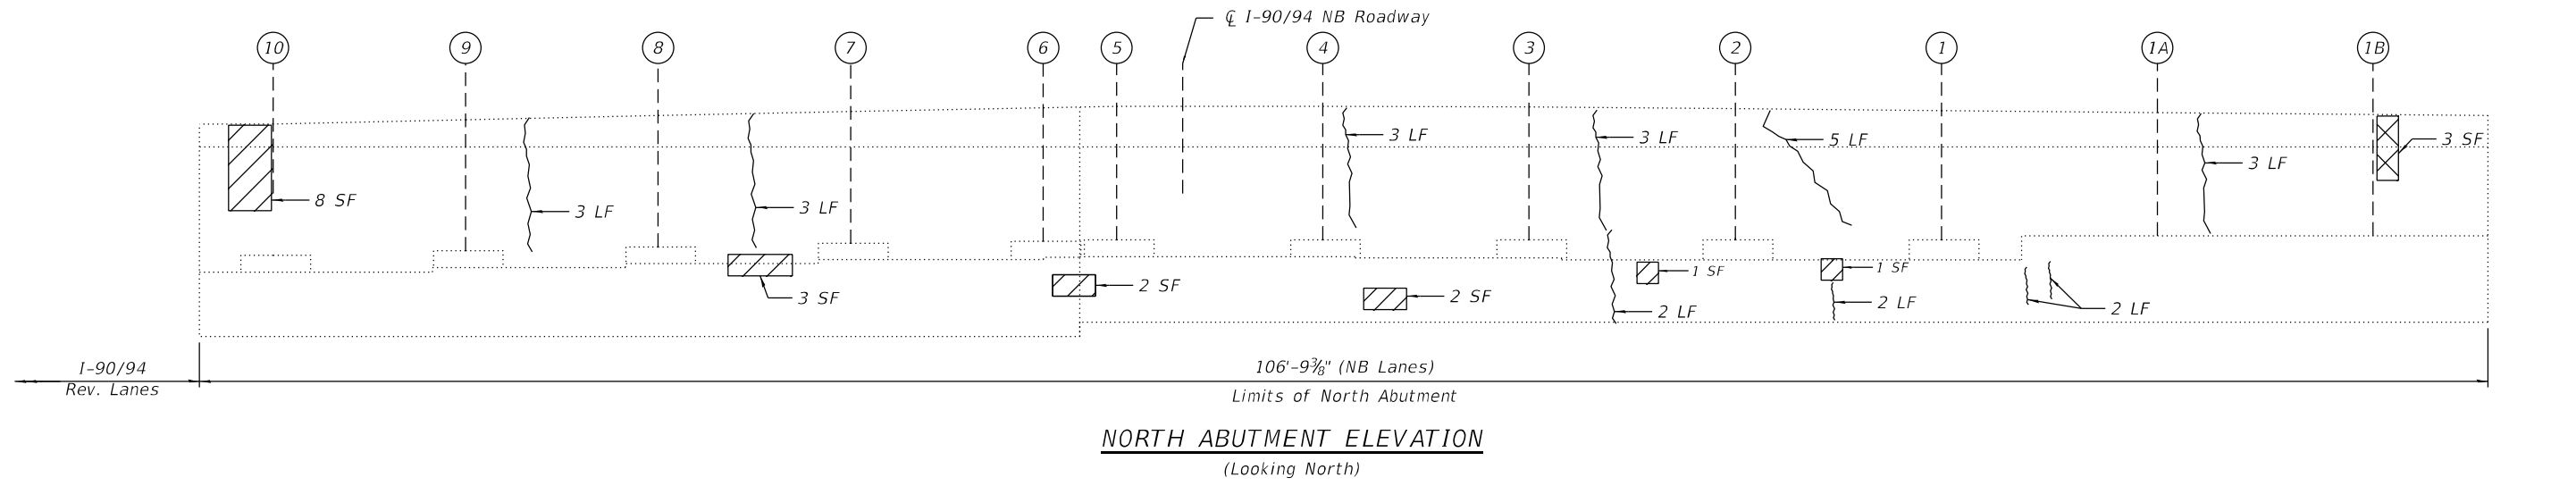 ℄ I-90/94 NB Roadway
10 9 8 7 6 5 4 3 2 1 1A 1B
3 LF 3 LF 5 LF 3 SF
3 LF
8 SF 3 LF 3 LF
1 SF 1 SF
3 SF 2 SF 2 SF 2 LF 2 LF 2 LF
I-90/94
Rev. Lanes
106'-9⅜" (NB Lanes)
Limits of North Abutment
NORTH ABUTMENT ELEVATION
(Looking North)